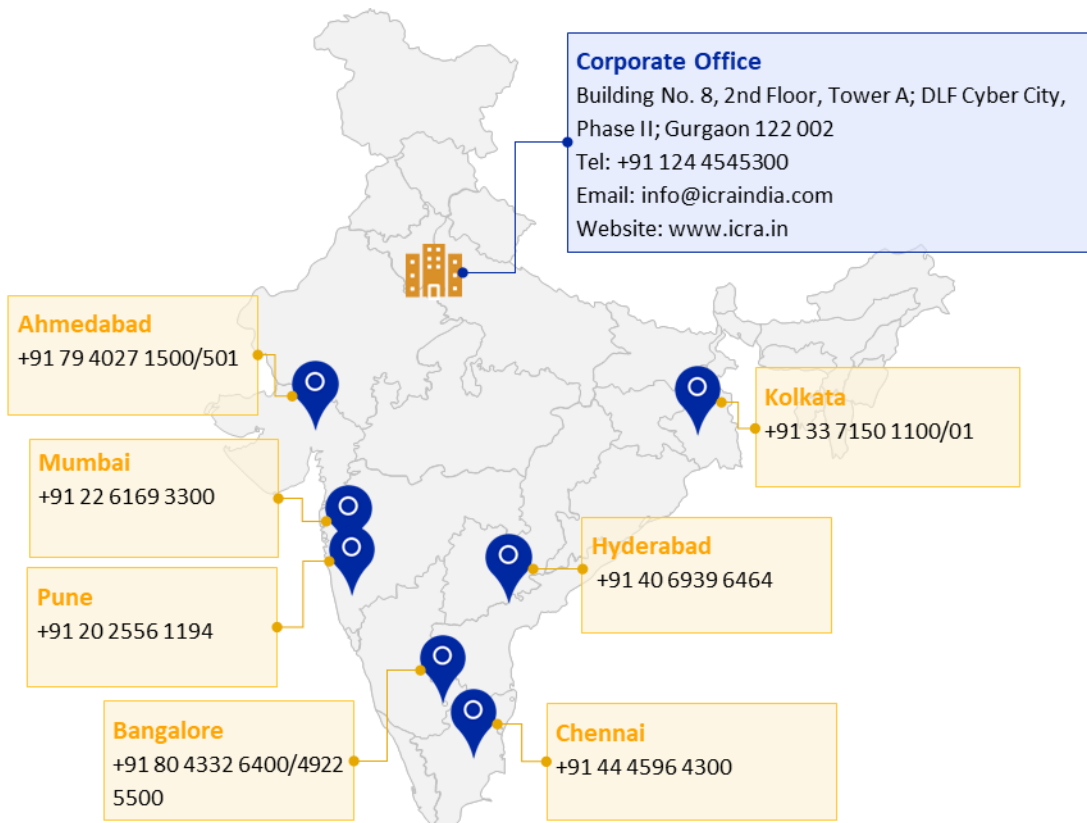 Corporate Office
Building No. 8, 2nd Floor, Tower A; DLF Cyber City,
Phase II; Gurgaon 122 002
Tel: +91 124 4545300
Email: info@icraindia.com
Website: www.icra.in
Ahmedabad
+91 79 4027 1500/501
Kolkata
+91 33 7150 1100/01
Mumbai
+91 22 6169 3300
Hyderabad
+91 40 6939 6464
Pune
+91 20 2556 1194
Bangalore
+91 80 4332 6400/4922
5500
Chennai
+91 44 4596 4300